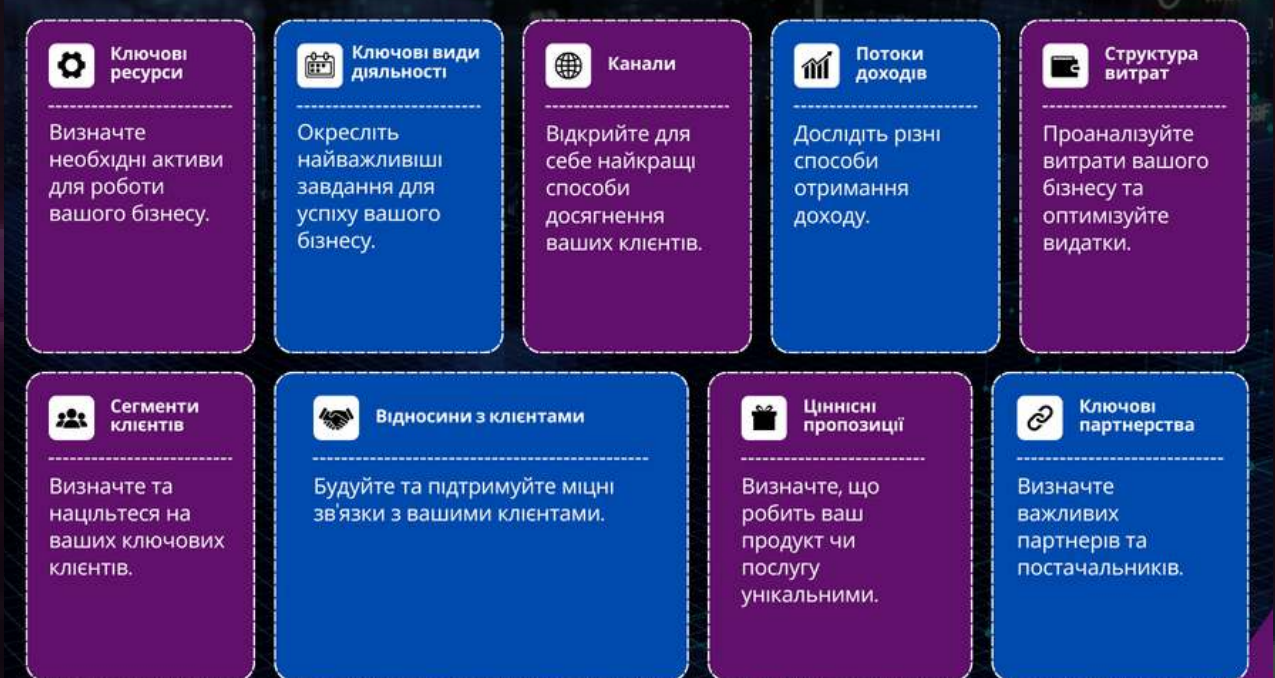 Ключові
ресурси
Визначте
необхідні активи
для роботи
вашого бізнесу.
Ключові види
діяльності
Окресліть
найважливіші
завдання для
успіху вашого
бізнесу.
Канали
Відкрийте для
себе найкращі
способи
досягнення
ваших клієнтів.
Потоки
доходів
Дослідіть різні
способи
отримання
доходу.
Структура
витрат
Проаналізуйте
витрати вашого
бізнесу та
оптимізуйте
видатки.
Сегменти
клієнтів
Визначте та
націльтеся на
ваших ключових
клієнтів.
Відносини з клієнтами
Будуйте та підтримуйте міцні
зв'язки з вашими клієнтами.
Ціннісні
пропозиції
Визначте, що
робить ваш
продукт чи
послугу
унікальними.
Ключові
партнерства
Визначте
важливих
партнерів та
постачальників.